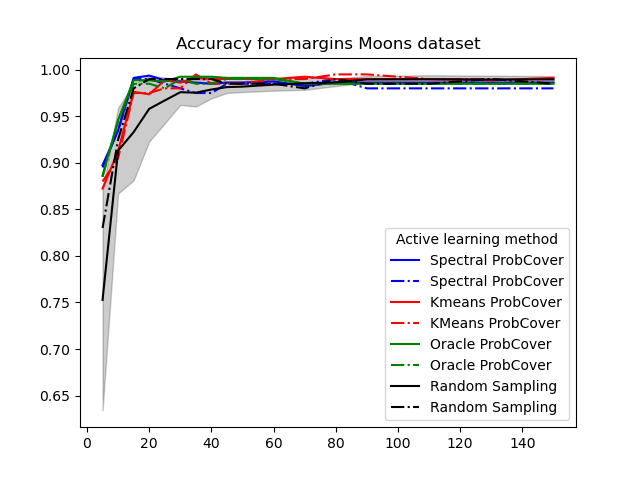 Accuracy for margins Moons dataset
1.00
0.95
0.90
0.85
0.80
0.75
0.70
0.65
Active learning method
Spectral ProbCover
Spectral ProbCover
Kmeans ProbCover
KMeans ProbCover
Oracle ProbCover
Oracle ProbCover
Random Sampling
Random Sampling
0 20 40 60 80 100 120 140